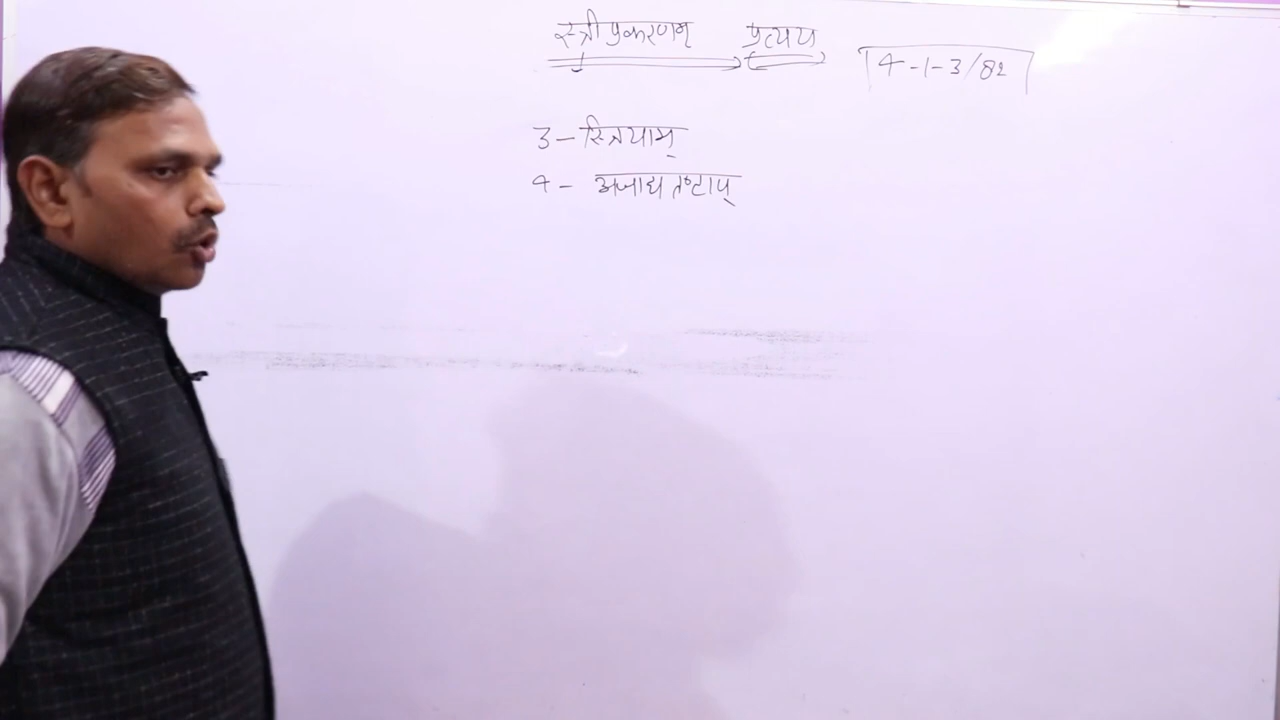 स्त्रीप्रकरणम् प्रत्यय 4-1-3/82
3- स्त्रियाम्
4- अजाद्यतष्टाप्